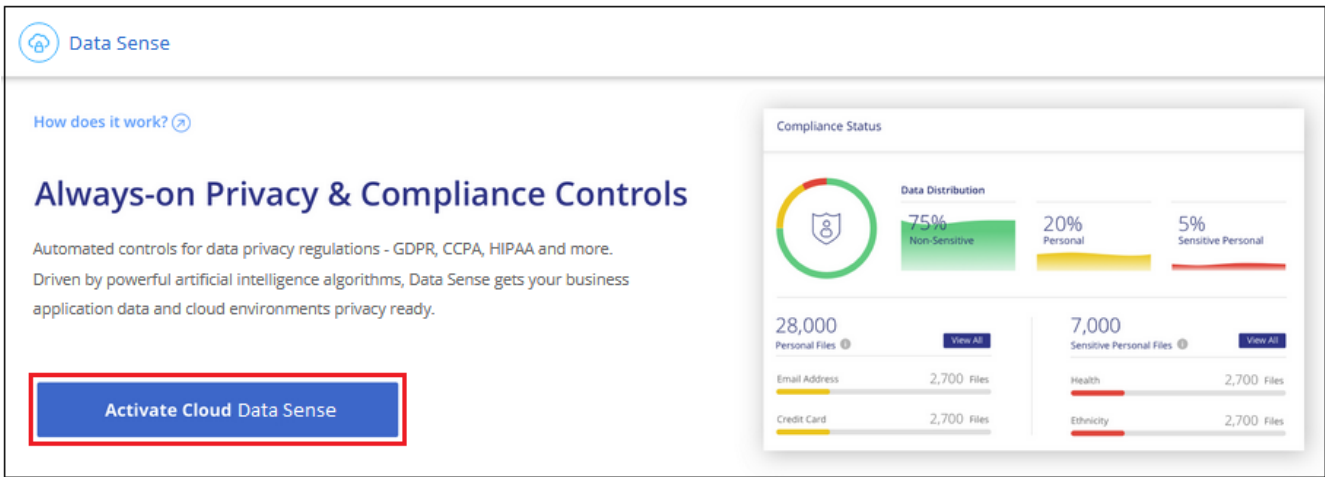 Data Sense
How does it work?
Always-on Privacy & Compliance Controls
Automated controls for data privacy regulations - GDPR, CCPA, HIPAA and more.
Driven by powerful artificial intelligence algorithms, Data Sense gets your business
application data and cloud environments privacy ready.
Activate Cloud Data Sense
Compliance Status
Data Distribution
75%
Non-Sensitive
20%
Personal
5%
Sensitive Personal
28,000
Personal Files
View All
Email Address 2,700 Files
Credit Card 2,700 Files
7,000
Sensitive Personal Files
View All
Health 2,700 Files
Ethnicity 2,700 Files